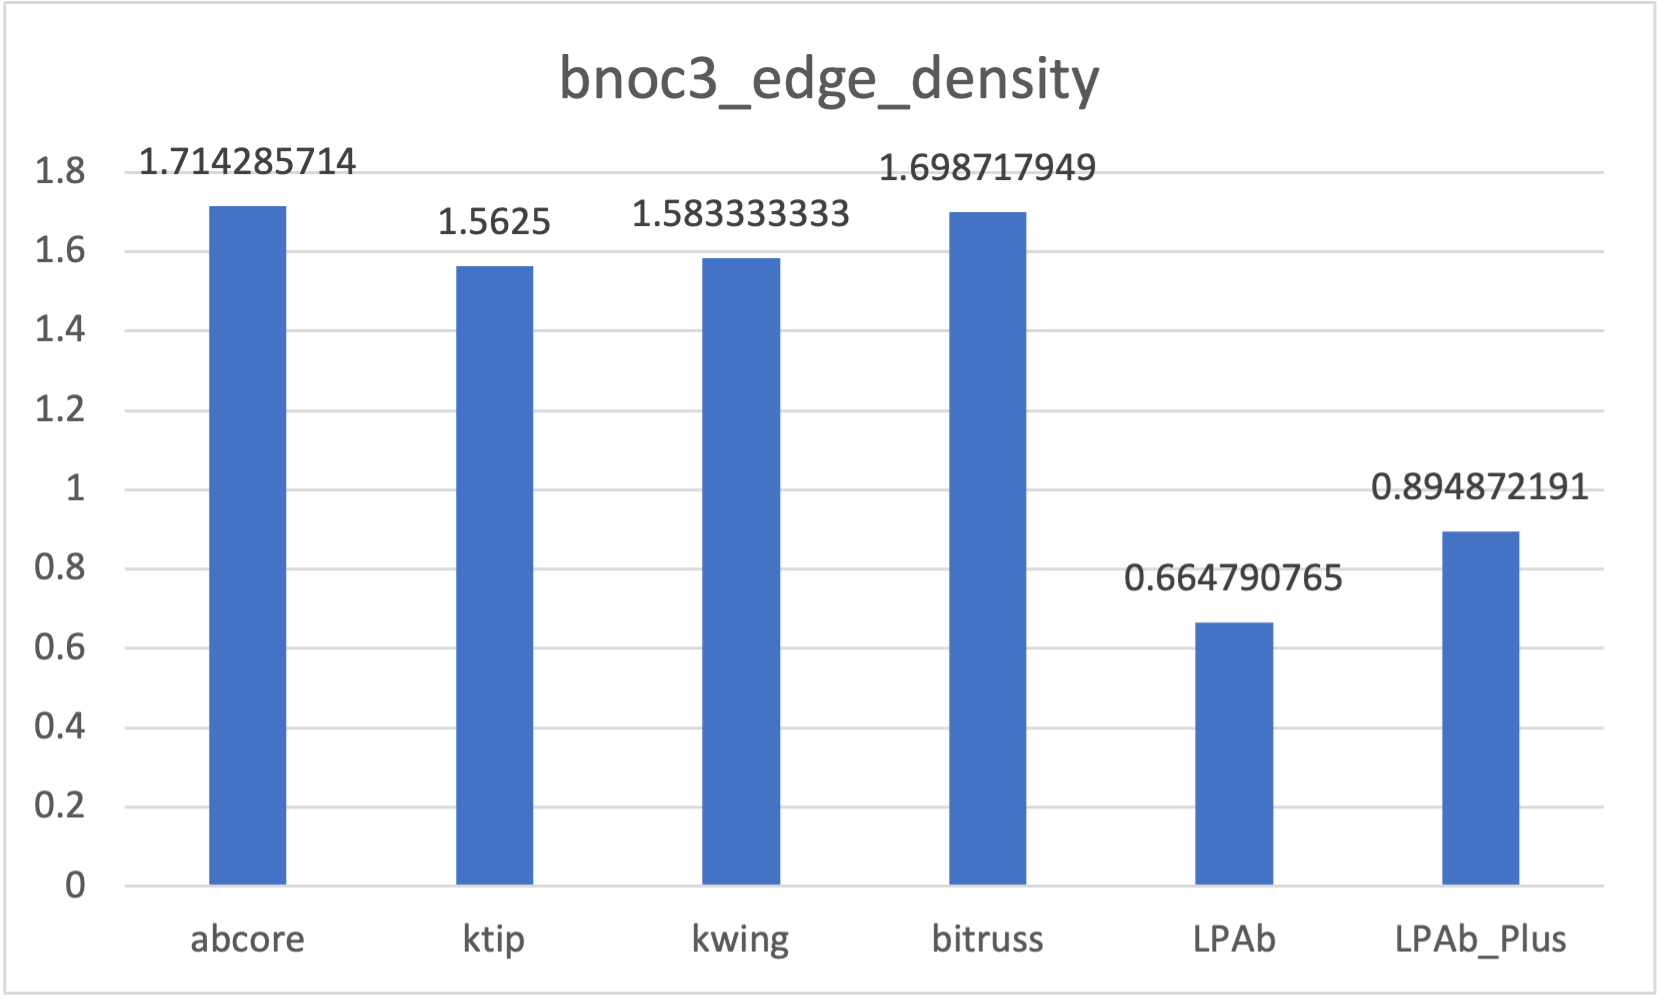 bnoc3_edge_density
1.8
1.6
1.4
1.2
1
0.8
0.6
0.4
0.2
0
1.714285714
1.5625
1.583333333
1.698717949
0.664790765
0.894872191
abcore
ktip
kwing
bitruss
LPAb
LPAb_Plus